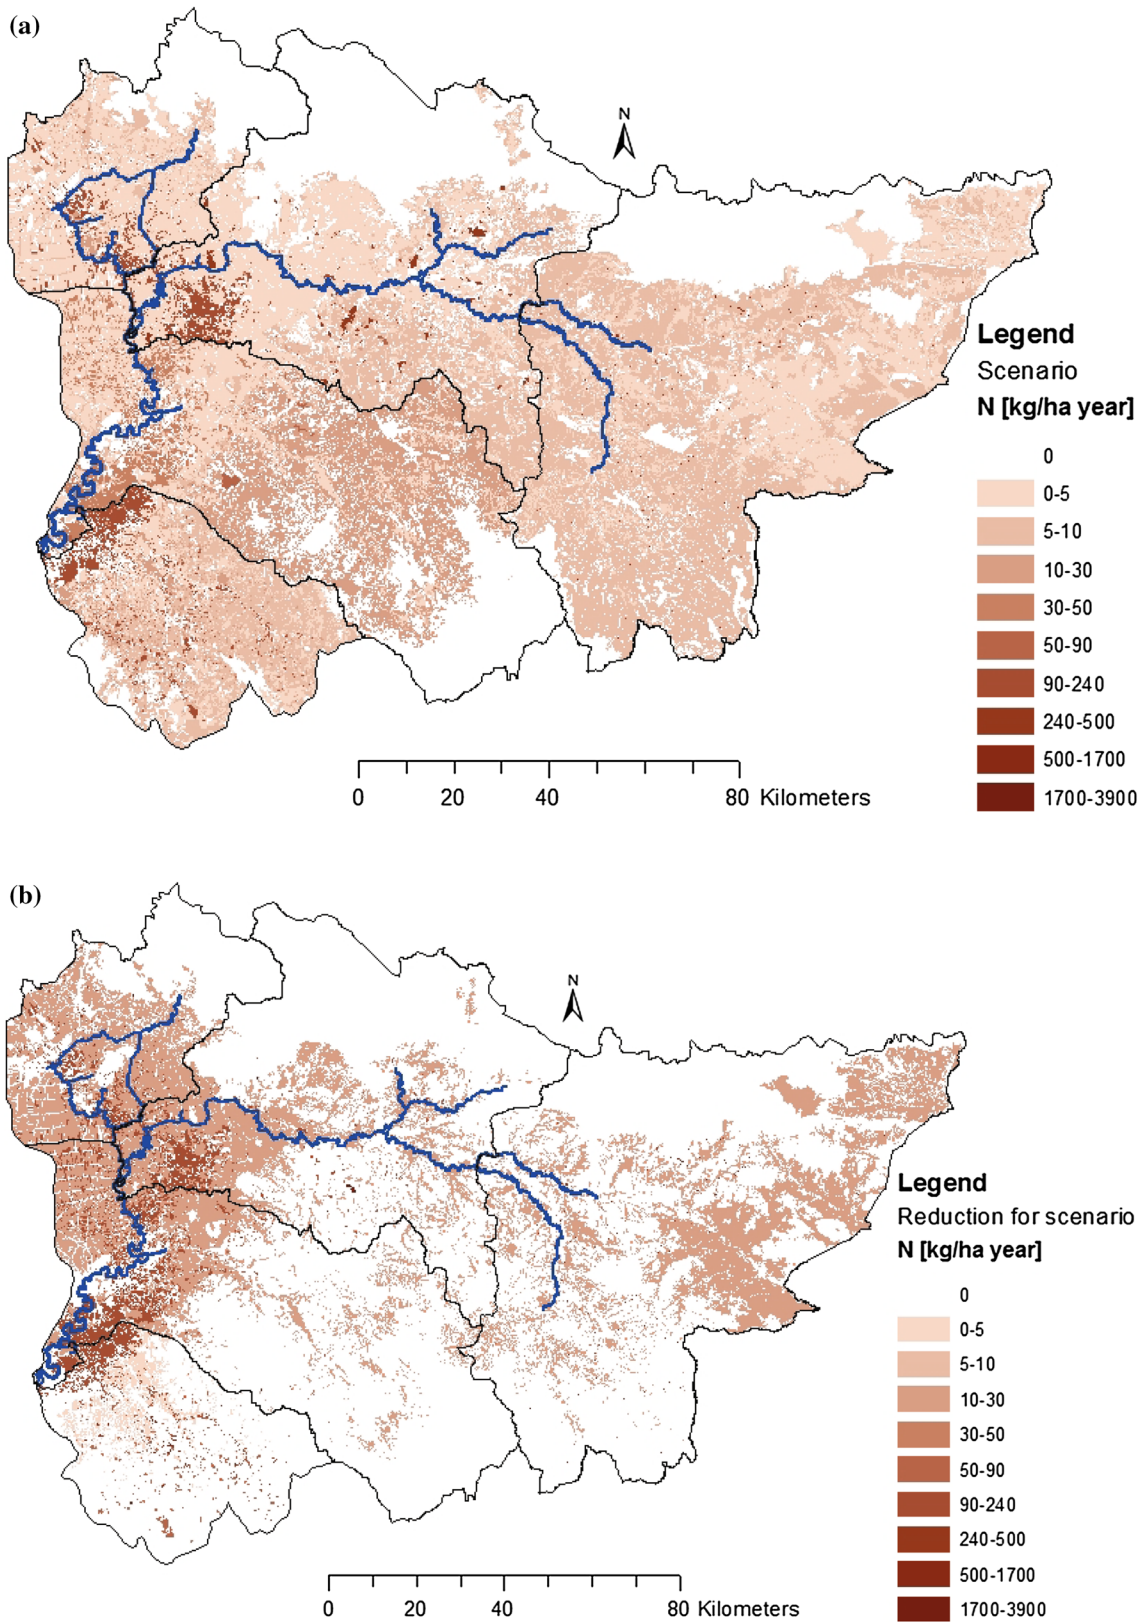 (a)
N
Legend
Scenario
N [kg/ha year]
0
0-5
5-10
10-30
30-50
50-90
90-240
240-500
500-1700
1700-3900
0 20 40 80 Kilometers
(b)
N
Legend
Reduction for scenario
N [kg/ha year]
0
0-5
5-10
10-30
30-50
50-90
90-240
240-500
500-1700
1700-3900
0 20 40 80 Kilometers